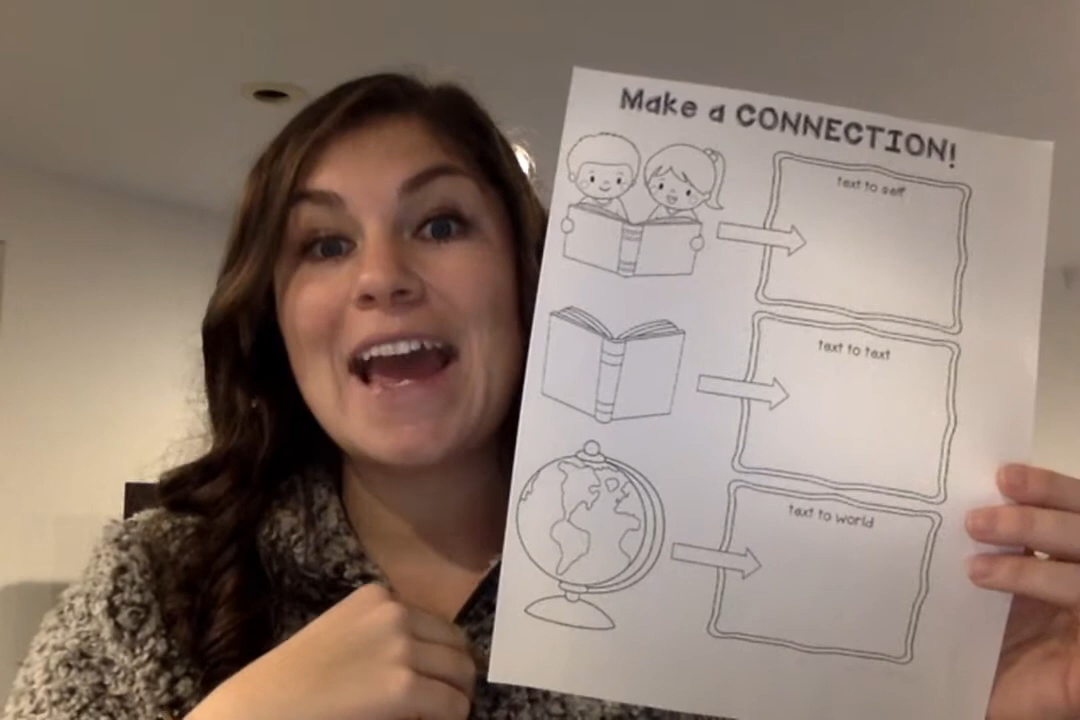 Make a CONNECTION!
text to self
text to text
text to world